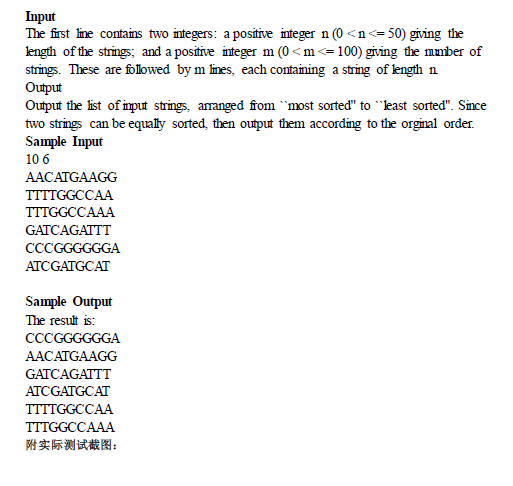 Input
The first line contains two integers: a positive integer n (0 < n <= 50) giving the
length of the strings; and a positive integer m (0 < m <= 100) giving the number of
strings. These are followed by m lines, each containing a string of length n.
Output
Output the list of input strings, arranged from ``most sorted'' to ``least sorted''. Since
two strings can be equally sorted, then output them according to the orginal order.
Sample Input
10 6
AACATGAAGG
TTTTGGCCAA
TTTGGCCAAA
GATCAGATTT
CCCGGGGGGA
ATCGATGCAT
Sample Output
The result is:
CCCGGGGGGA
AACATGAAGG
GATCAGATTT
ATCGATGCAT
TTTTGGCCAA
TTTGGCCAAA
附实际测试截图：